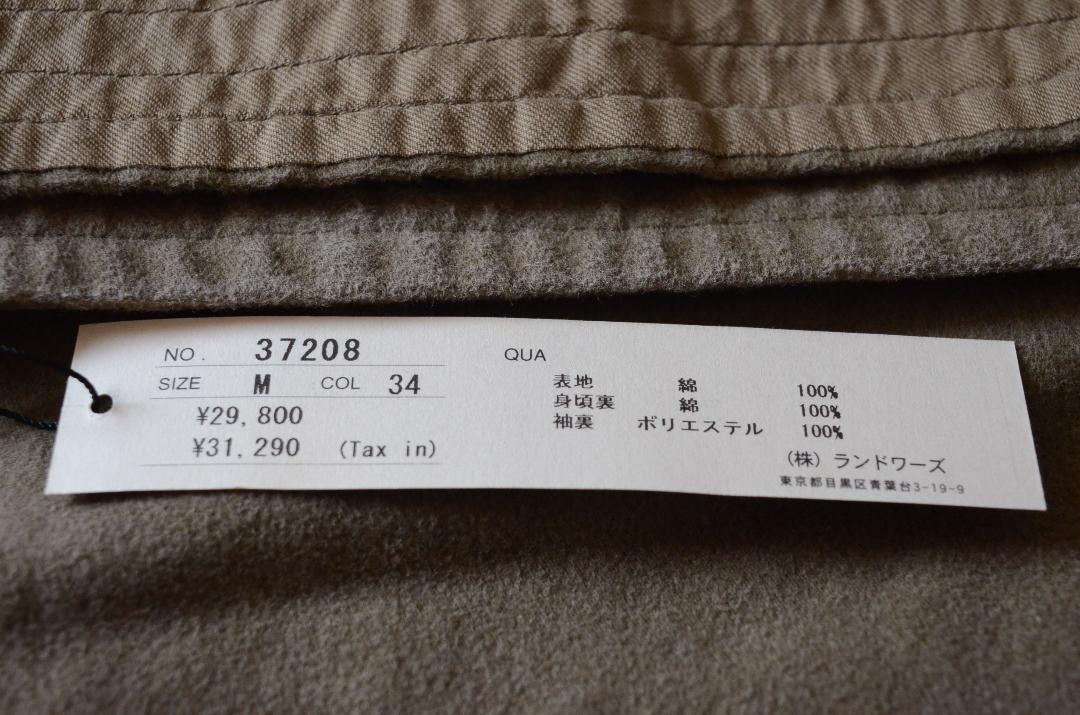 NO. 37208
SIZE M COL 34
¥29,800
¥31,290 (Tax in)
QUA
表地 綿 100%
身頃裏 綿 100%
袖裏 ポリエステル 100%
(株) ランドワーズ
東京都目黒区青葉台3-19-9